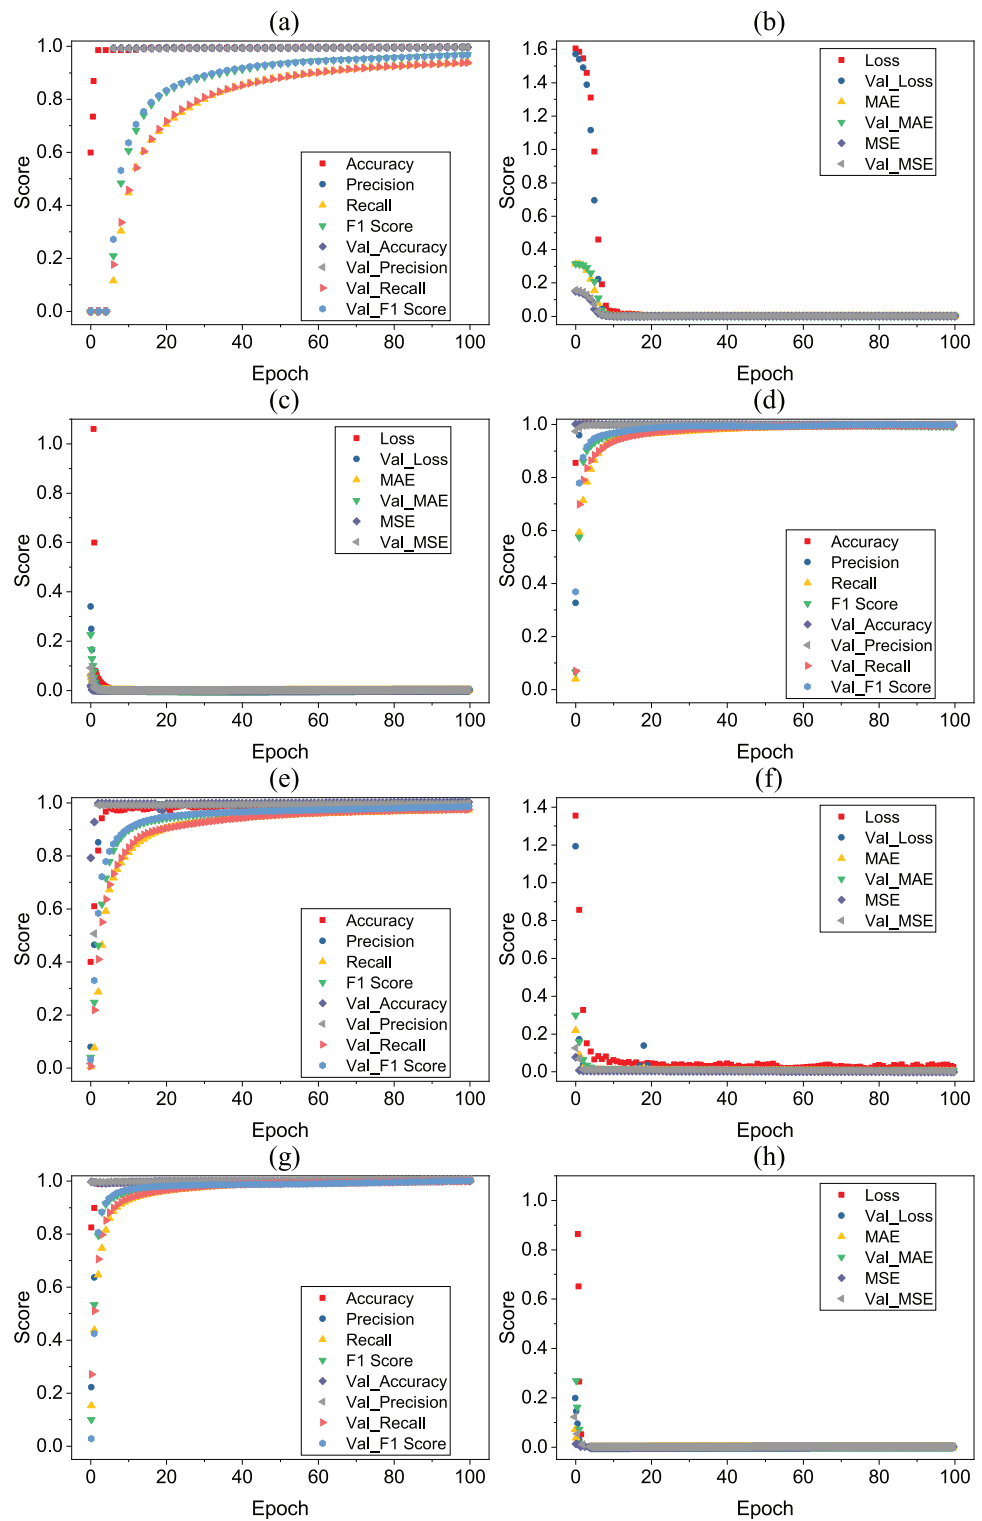 (a)
1.0
0.8
0.6
0.4
0.2
0.0
Score
0 20 40 60 80 100
Epoch
Accuracy
Precision
Recall
F1 Score
Val_Accuracy
Val_Precision
Val_Recall
Val_F1 Score
(b)
1.6
1.4
1.2
1.0
0.8
0.6
0.4
0.2
0.0
Score
0 20 40 60 80 100
Epoch
Loss
Val_Loss
MAE
Val_MAE
MSE
Val_MSE
(c)
1.0
0.8
0.6
0.4
0.2
0.0
Score
0 20 40 60 80 100
Epoch
Loss
Val_Loss
MAE
Val_MAE
MSE
Val_MSE
(d)
1.0
0.8
0.6
0.4
0.2
0.0
Score
0 20 40 60 80 100
Epoch
Accuracy
Precision
Recall
F1 Score
Val_Accuracy
Val_Precision
Val_Recall
Val_F1 Score
(e)
1.0
0.8
0.6
0.4
0.2
0.0
Score
0 20 40 60 80 100
Epoch
Accuracy
Precision
Recall
F1 Score
Val_Accuracy
Val_Precision
Val_Recall
Val_F1 Score
(f)
1.4
1.2
1.0
0.8
0.6
0.4
0.2
0.0
Score
0 20 40 60 80 100
Epoch
Loss
Val_Loss
MAE
Val_MAE
MSE
Val_MSE
(g)
1.0
0.8
0.6
0.4
0.2
0.0
Score
0 20 40 60 80 100
Epoch
Accuracy
Precision
Recall
F1 Score
Val_Accuracy
Val_Precision
Val_Recall
Val_F1 Score
(h)
1.0
0.8
0.6
0.4
0.2
0.0
Score
0 20 40 60 80 100
Epoch
Loss
Val_Loss
MAE
Val_MAE
MSE
Val_MSE